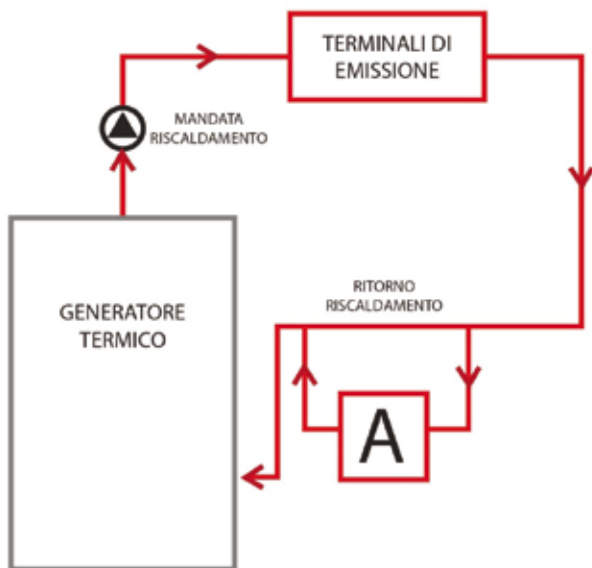 TERMINALI DI
EMISSIONE
MANDATA
RISCALDAMENTO
RITORNO
RISCALDAMENTO
GENERATORE
TERMICO
A